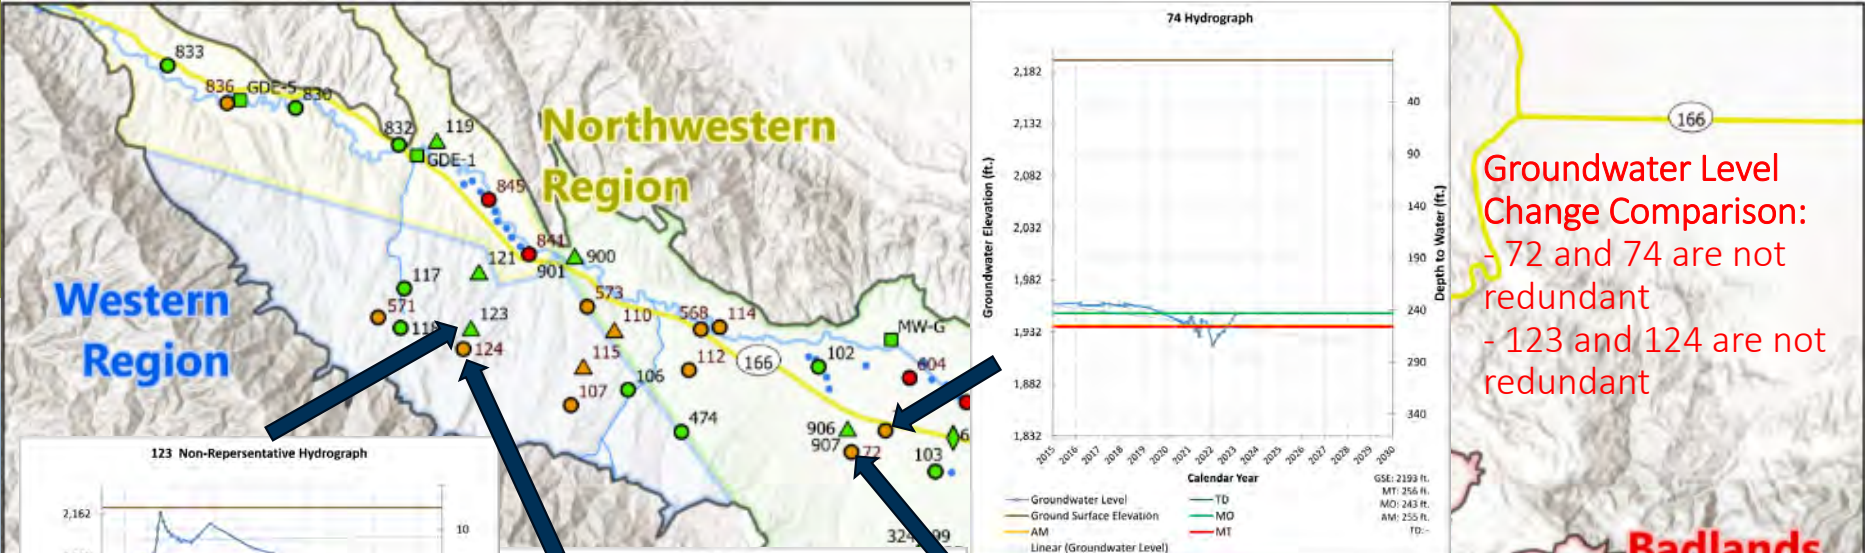 833
836
GDE-5
830
832
119
GDE-1
Northwestern
Region
845
841
900
901
121
117
Western
Region
571
118
123
124
573
110
115
107
106
568
114
112
166
102
MW-G
604
474
906
907
72
103
6
99
123 Non-Repersentative Hydrograph
2,162
10
74 Hydrograph
Groundwater Elevation (ft.)
2,182
2,132
2,082
2,032
1,982
1,932
1,882
1,832
Depth to Water (ft.)
40
90
140
190
240
290
340
2015
2016
2017
2018
2019
2020
2021
2022
2023
2024
2025
2026
2027
2028
2029
2030
Calendar Year
Groundwater Level
TD
Ground Surface Elevation
MO
AM
MT
Linear (Groundwater Level)
GSE: 2193 ft.
MT: 256 ft.
MO: 243 ft.
AM: 255 ft.
TD: -
166
Groundwater Level
Change Comparison:
- 72 and 74 are not
redundant
- 123 and 124 are not
redundant
Badlands